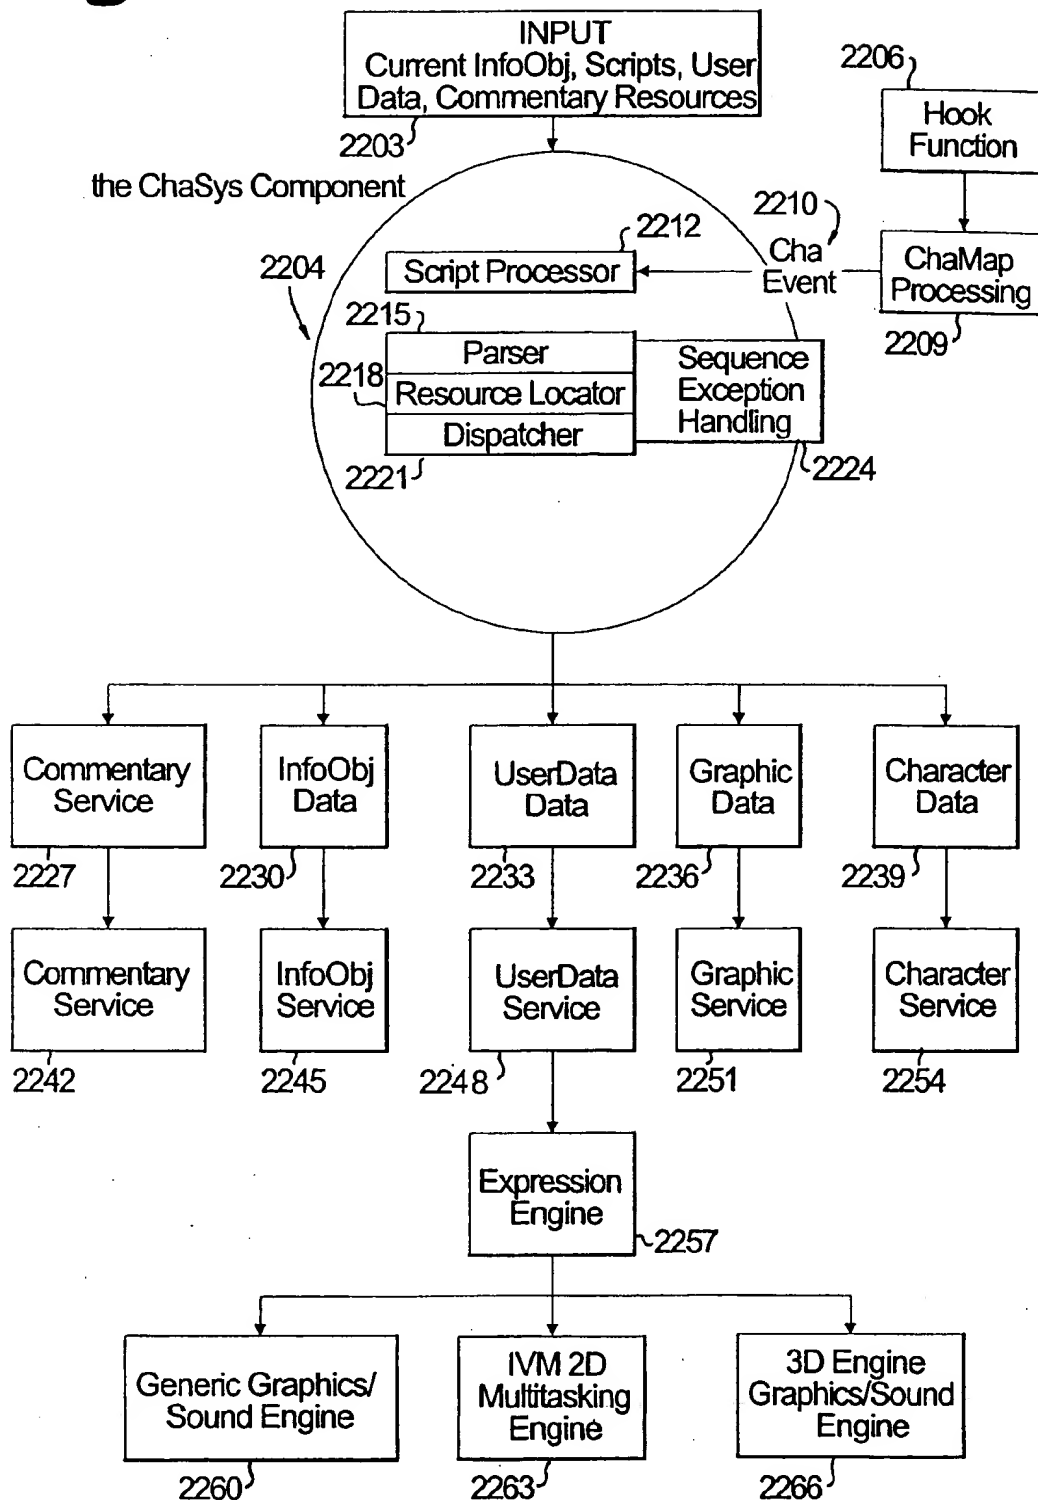 INPUT
Current InfoObj, Scripts, User
Data, Commentary Resources
2203
2206
Hook
Function
the ChaSys Component
2210
2212
Cha
Event
Script Processor
ChaMap
Processing
2204
2209
2215
Parser
2218
Resource Locator
Dispatcher
2221
Sequence
Exception
Handling
2224
Commentary
Service
InfoObj
Data
UserData
Data
Graphic
Data
Character
Data
2227
2230
2233
2236
2239
Commentary
Service
InfoObj
Service
UserData
Service
Graphic
Service
Character
Service
2242
2245
2248
2251
2254
Expression
Engine
2257
Generic Graphics/
Sound Engine
IVM 2D
Multitasking
Engine
3D Engine
Graphics/Sound
Engine
2260
2263
2266